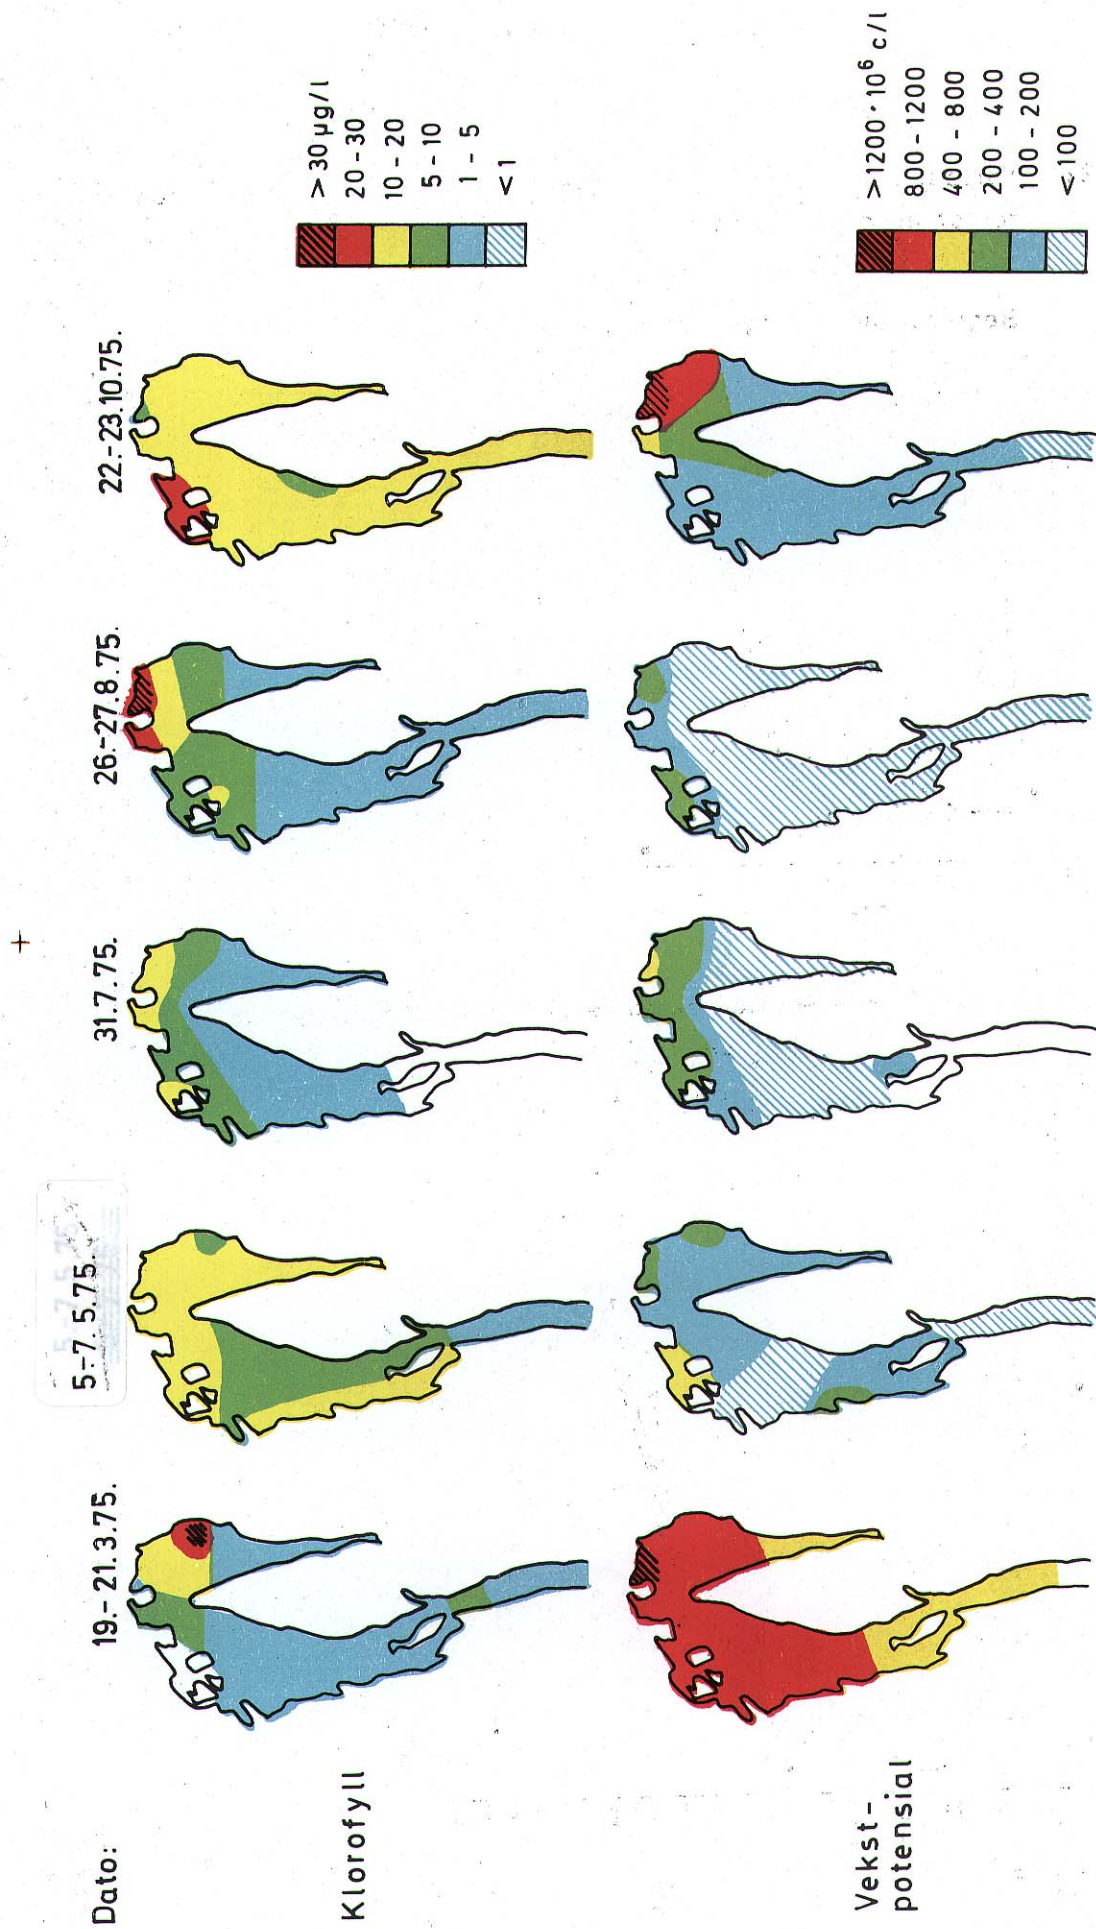 Dato:
19.-21.3.75.
5-7.5.75.
31.7.75.
26.-27.8.75.
22.-23.10.75.
Klorofyll
>30 µg/l
20-30
10-20
5-10
1-5
<1
Vekst-
potensial
>1200·10⁶ c/l
800-1200
400-800
200-400
100-200
<100